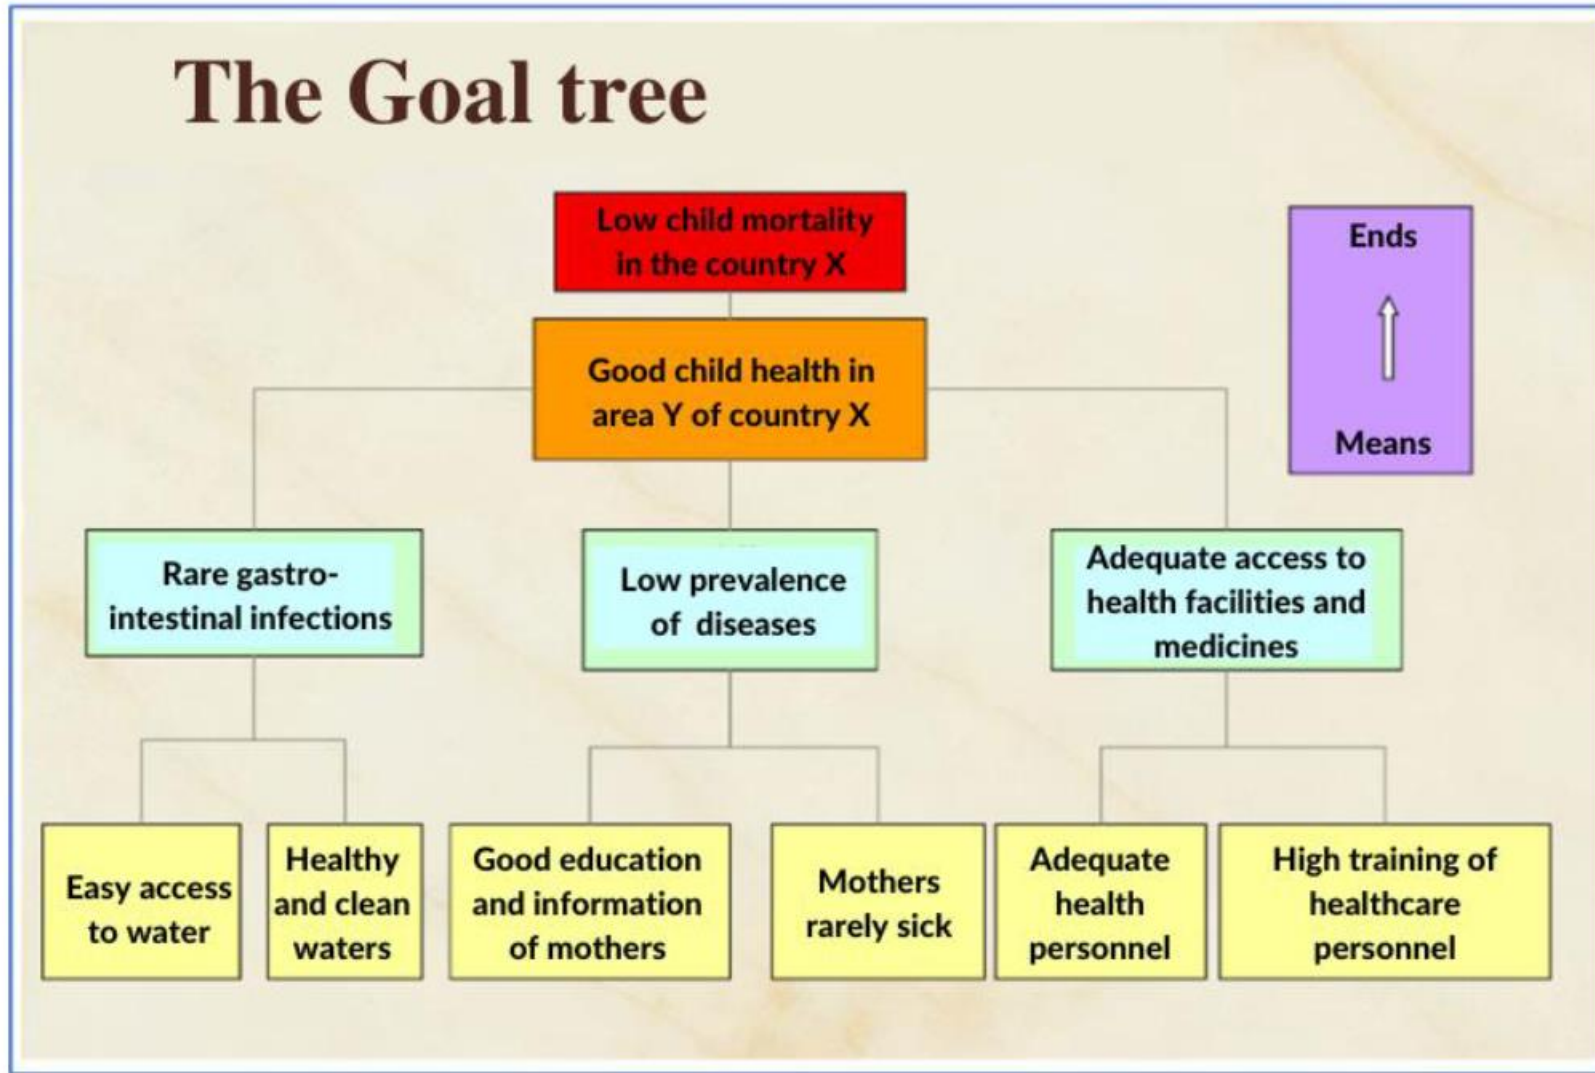 The Goal tree
Low child mortality
in the country X
Ends
Means
Good child health in
area Y of country X
Rare gastro-
intestinal infections
Low prevalence
of diseases
Adequate access to
health facilities and
medicines
Easy access
to water
Healthy
and clean
waters
Good education
and information
of mothers
Mothers
rarely sick
Adequate
health
personnel
High training of
healthcare
personnel